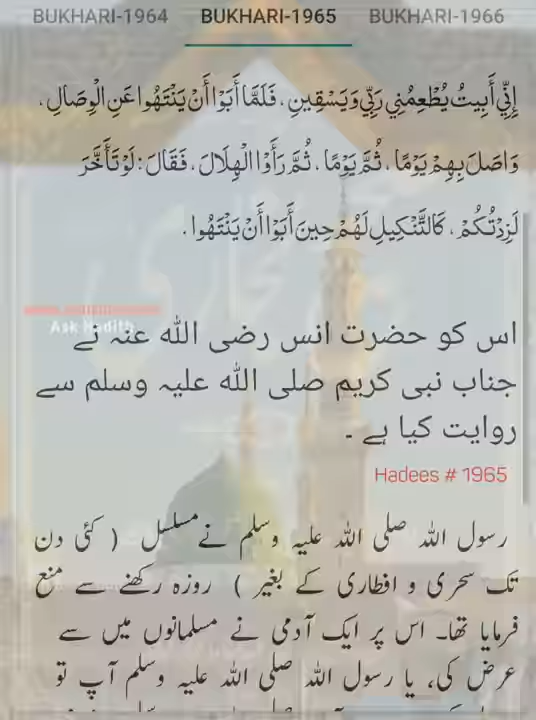 BUKHARI-1964 BUKHARI-1965 BUKHARI-1966
إِنِّي أَبِيتُ يُطْعِمُنِي رَبِّي وَيَسْقِينِ، فَلَمَّا أَبَوْا أَنْ يَنْتَهُوا عَنِ الْوِصَالِ،
وَاصَلَ بِهِمْ يَوْمًا، ثُمَّ يَوْمًا، ثُمَّ رَأَوْا الْهِلَالَ، فَقَالَ: لَوْ تَأَخَّرَ
لَزِدْتُكُمْ، كَالتَّنْكِيلِ لَهُمْ حِينَ أَبَوْا أَنْ يَنْتَهُوا.
Ask Hadith
اس کو حضرت انس رضی اللہ عنہ نے
جناب نبی کریم صلی اللہ علیہ وسلم سے
روایت کیا ہے ۔
Hadees # 1965
رسول اللہ صلی اللہ علیہ وسلم نے مسلسل ( کئی دن
تک سحری و افطاری کے بغیر ) روزہ رکھنے سے منع
فرمایا تھا۔ اس پر ایک آدمی نے مسلمانوں میں سے
عرض کی، یا رسول اللہ صلی اللہ علیہ وسلم آپ تو